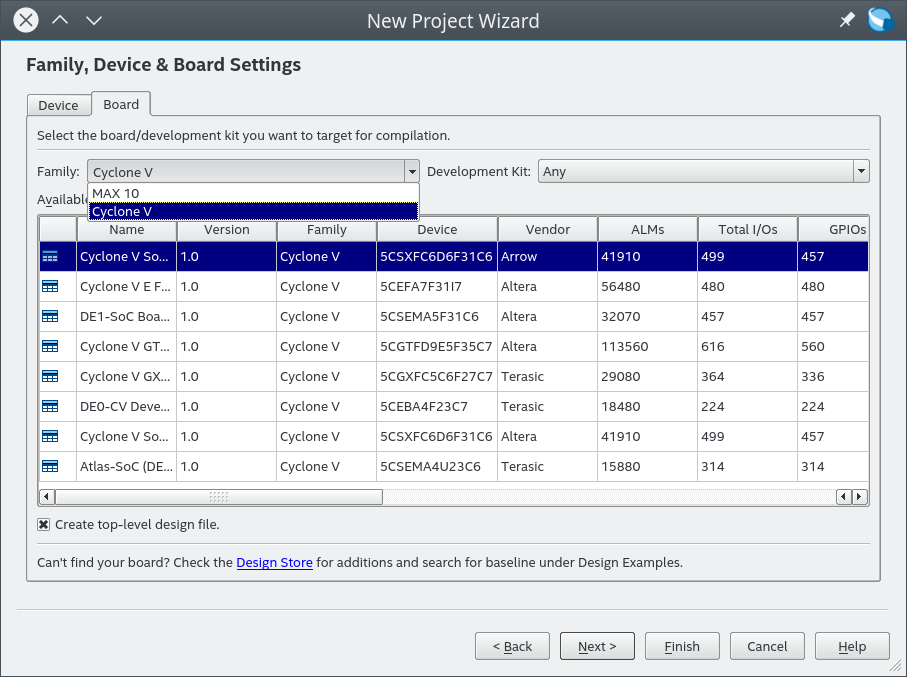 New Project Wizard
Family, Device & Board Settings
Device Board
Select the board/development kit you want to target for compilation.
Family: Cyclone V Development Kit: Any
MAX 10
Cyclone V
Name Version Family Device Vendor ALMs Total I/Os GPIOs
Cyclone V So... 1.0 Cyclone V 5CSXFC6D6F31C6 Arrow 41910 499 457
Cyclone V E F... 1.0 Cyclone V 5CEFA7F31I7 Altera 56480 480 480
DE1-SoC Boa... 1.0 Cyclone V 5CSEMA5F31C6 Altera 32070 457 457
Cyclone V GT... 1.0 Cyclone V 5CGTFD9E5F35C7 Altera 113560 616 560
Cyclone V GX... 1.0 Cyclone V 5CGXFC5C6F27C7 Terasic 29080 364 336
DE0-CV Deve... 1.0 Cyclone V 5CEBA4F23C7 Terasic 18480 224 224
Cyclone V So... 1.0 Cyclone V 5CSXFC6D6F31C6 Altera 41910 499 457
Atlas-SoC (DE... 1.0 Cyclone V 5CSEMA4U23C6 Terasic 15880 314 314
Create top-level design file.
Can't find your board? Check the Design Store for additions and search for baseline under Design Examples.
< Back Next > Finish Cancel Help